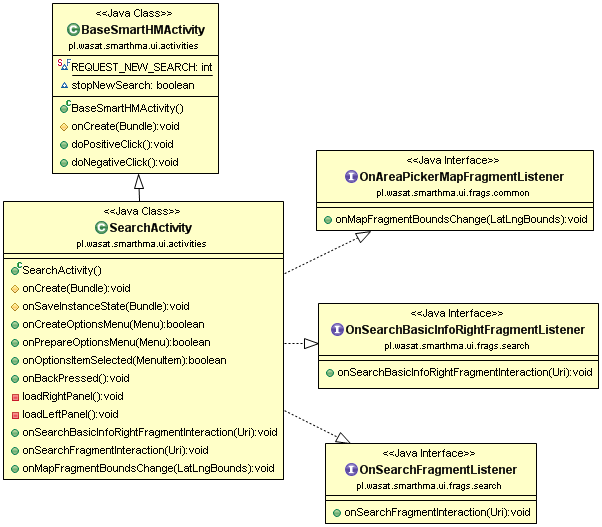 <<Java Class>>
BaseSmartHMActivity
pl.wasat.smarthma.ui.activities
REQUEST_NEW_SEARCH: int
stopNewSearch: boolean
BaseSmartHMActivity()
onCreate(Bundle):void
doPositiveClick():void
doNegativeClick():void
<<Java Class>>
SearchActivity
pl.wasat.smarthma.ui.activities
SearchActivity()
onCreate(Bundle):void
onSaveInstanceState(Bundle):void
onCreateOptionsMenu(Menu):boolean
onPrepareOptionsMenu(Menu):boolean
onOptionsItemSelected(MenuItem):boolean
onBackPressed():void
loadRightPanel():void
loadLeftPanel():void
onSearchBasicInfoRightFragmentInteraction(Uri):void
onSearchFragmentInteraction(Uri):void
onMapFragmentBoundsChange(LatLngBounds):void
<<Java Interface>>
OnAreaPickerMapFragmentListener
pl.wasat.smarthma.ui.frags.common
onMapFragmentBoundsChange(LatLngBounds):void
<<Java Interface>>
OnSearchBasicInfoRightFragmentListener
pl.wasat.smarthma.ui.frags.search
onSearchBasicInfoRightFragmentInteraction(Uri):void
<<Java Interface>>
OnSearchFragmentListener
pl.wasat.smarthma.ui.frags.search
onSearchFragmentInteraction(Uri):void